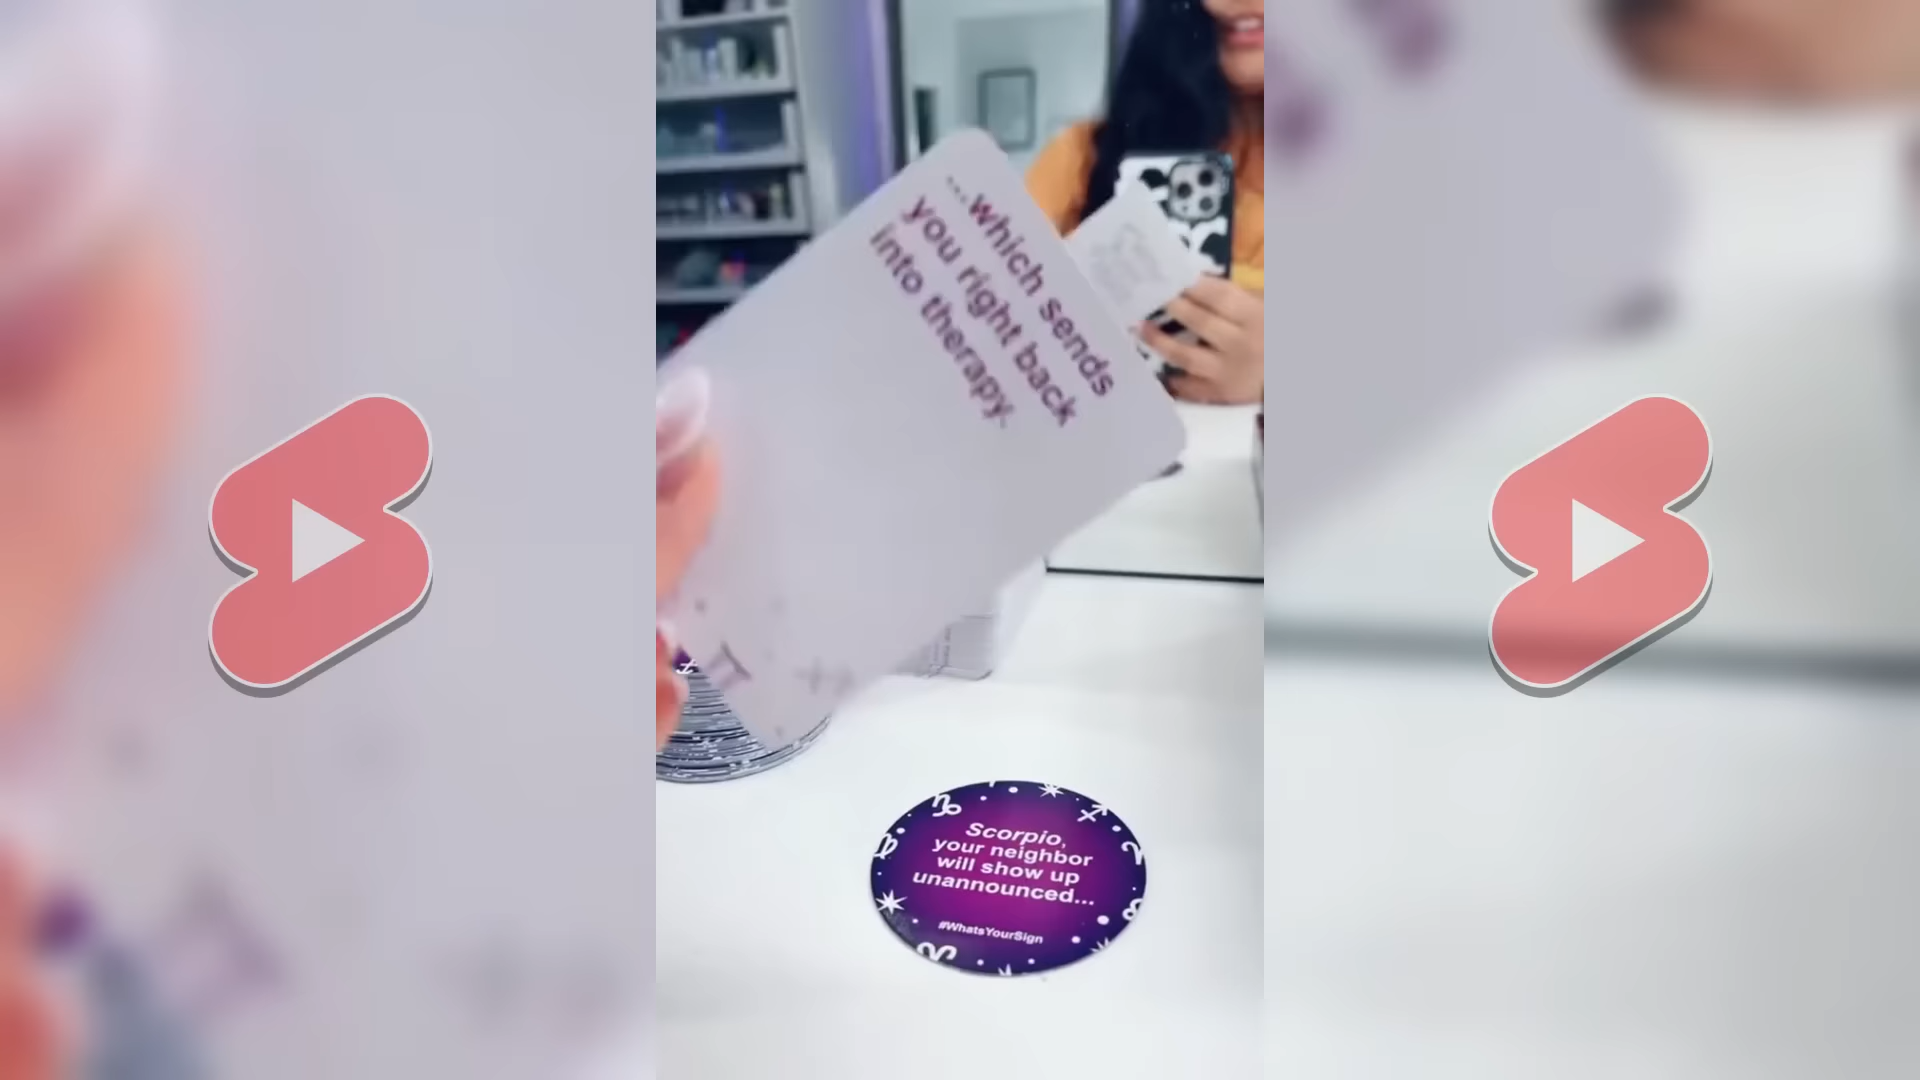 ...which sends
you right back
into therapy.
Scorpio,
your neighbor
will show up
unannounced...
#WhatsYourSign